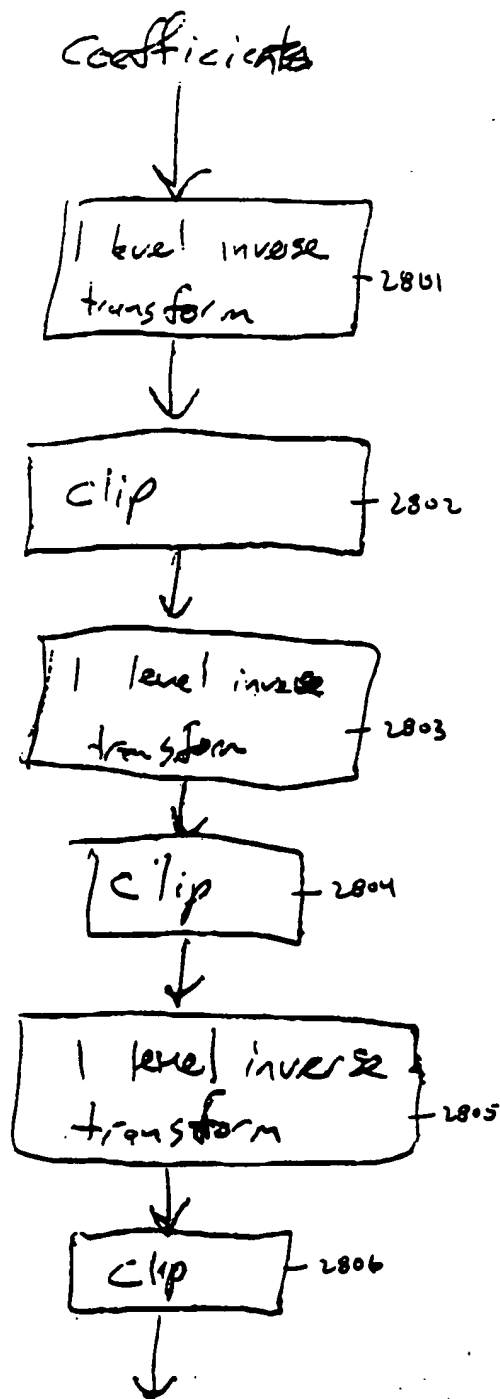 Coefficients
1 level inverse
transform
2801
Clip
2802
1 level inverse
transform
2803
Clip
2804
1 level inverse
transform
2805
Clip
2806